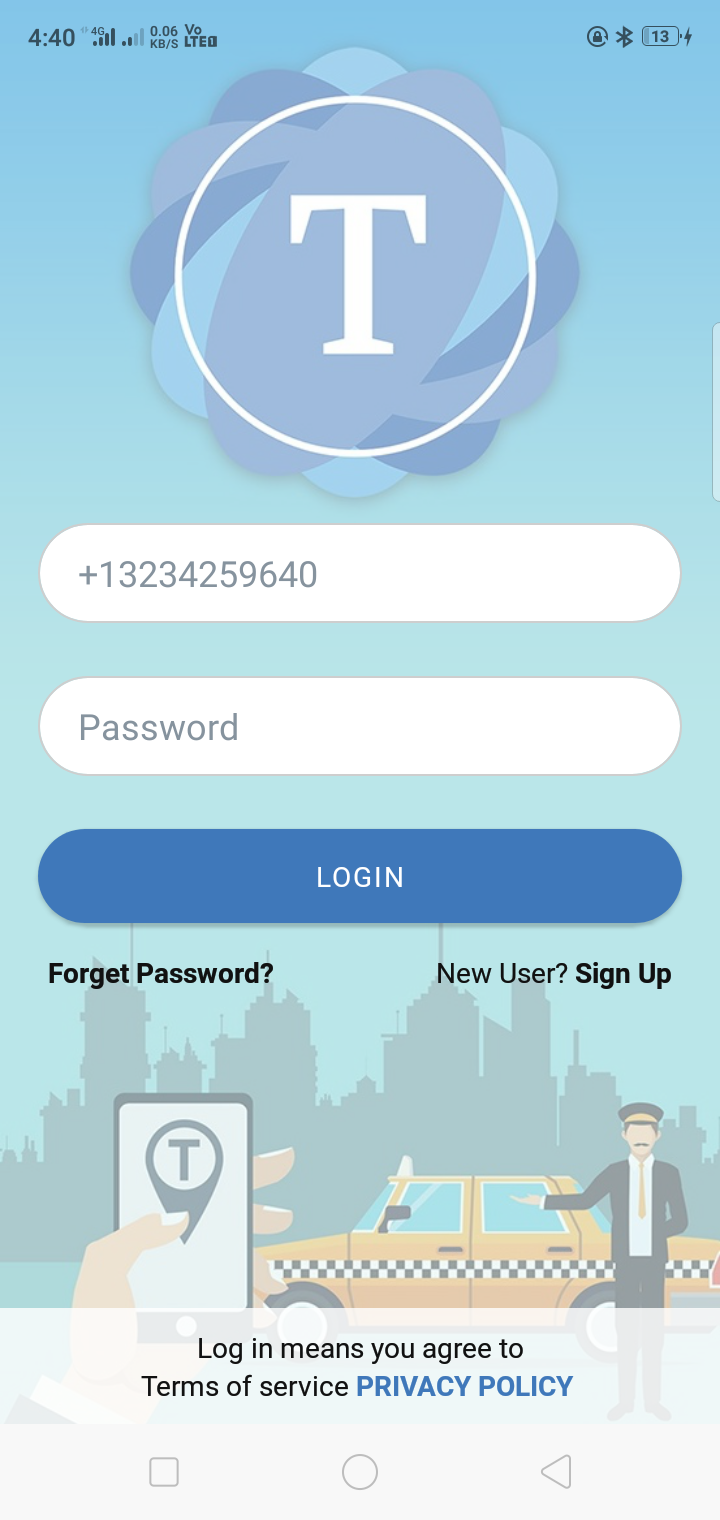 4:40 4G 0.06 KB/S Vo LTE 13
T
+13234259640
Password
LOGIN
Forget Password? New User? Sign Up
T
Log in means you agree to
Terms of service PRIVACY POLICY